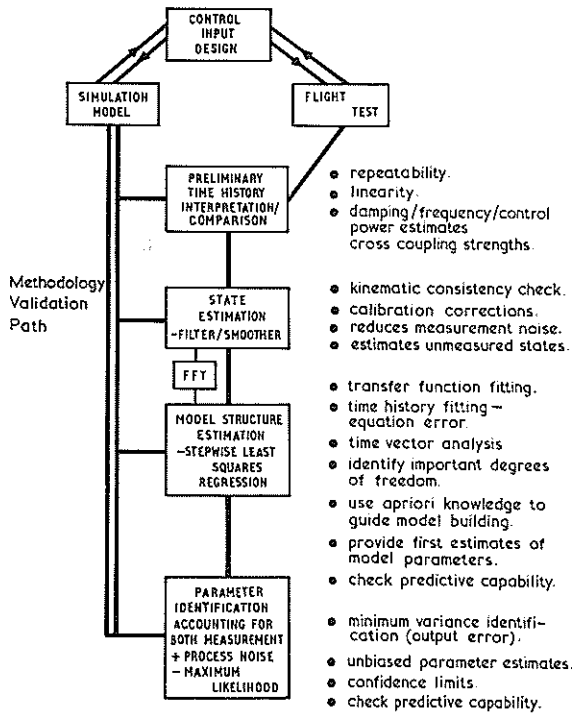 CONTROL
INPUT
DESIGN
SIMULATION
MODEL
FLIGHT
TEST
PRELIMINARY
TIME HISTORY
INTERPRETATION/
COMPARISON
• repeatability.
• linearity.
• damping/frequency/control
power estimates
cross coupling strengths.
Methodology
Validation
Path
STATE
ESTIMATION
-FILTER/SMOOTHER
• kinematic consistency check.
• calibration corrections.
• reduces measurement noise.
• estimates unmeasured states.
FFT
MODEL STRUCTURE
ESTIMATION
-STEPWISE LEAST
SQUARES
REGRESSION
• transfer function fitting.
• time history fitting -
equation error.
• time vector analysis
• identify important degrees
of freedom.
• use apriori knowledge to
guide model building.
• provide first estimates of
model parameters.
• check predictive capability.
PARAMETER
IDENTIFICATION
ACCOUNTING FOR
BOTH MEASUREMENT
+ PROCESS NOISE
- MAXIMUM
LIKELIHOOD
• minimum variance identifi-
cation (output error).
• unbiased parameter estimates.
• confidence limits.
• check predictive capability.